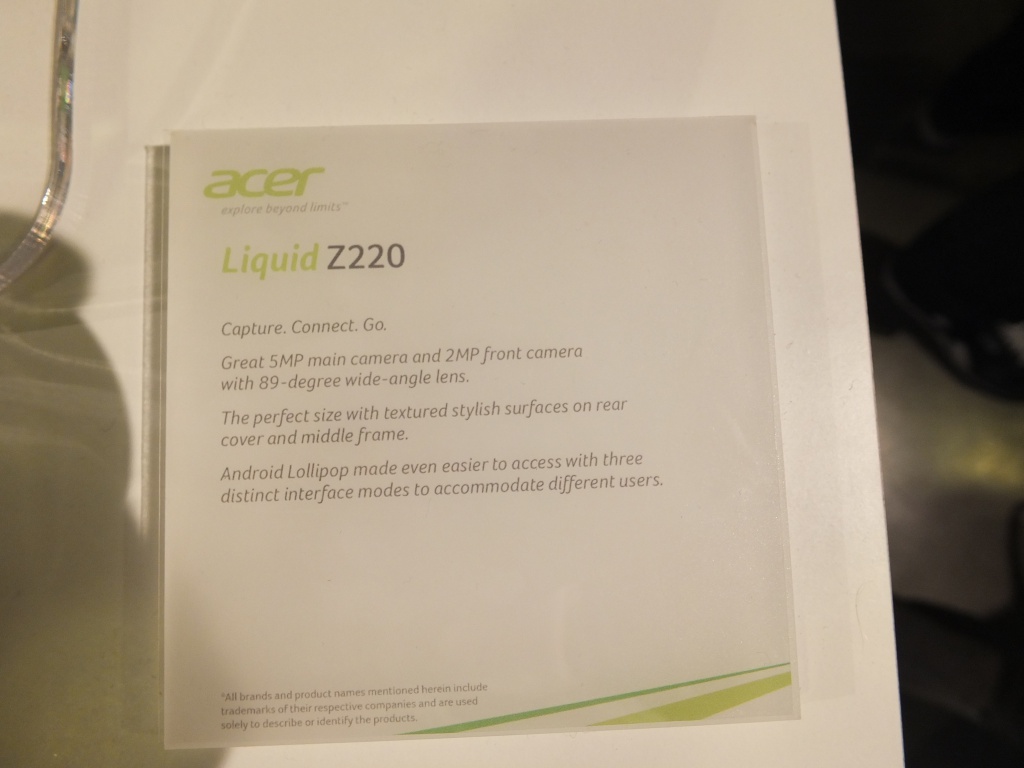 acer
explore beyond limits™
Liquid Z220
Capture. Connect. Go.
Great 5MP main camera and 2MP front camera
with 89-degree wide-angle lens.
The perfect size with textured stylish surfaces on rear
cover and middle frame.
Android Lollipop made even easier to access with three
distinct interface modes to accommodate different users.
*All brands and product names mentioned herein include
trademarks of their respective companies and are used
solely to describe or identify the products.